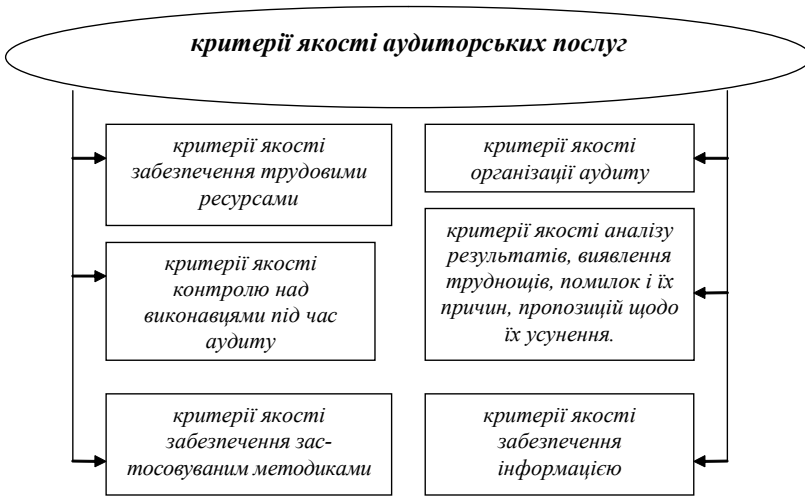 критерії якості аудиторських послуг
критерії якості
забезпечення трудовими
ресурсами
критерії якості
організації аудиту
критерії якості
контролю над
виконавцями під час
аудиту
критерії якості аналізу
результатів, виявлення
труднощів, помилок і їх
причин, пропозицій щодо
їх усунення.
критерії якості
забезпечення зас-
тосовуваним методиками
критерії якості
забезпечення
інформацією